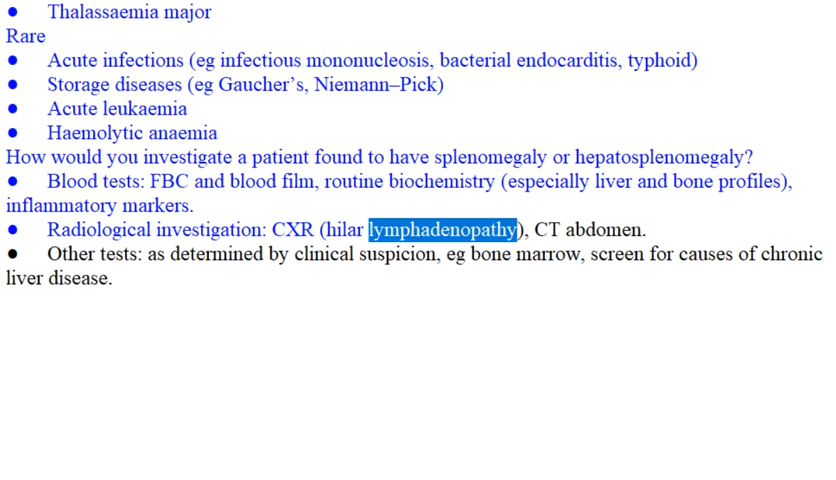 ● Thalassaemia major
Rare
● Acute infections (eg infectious mononucleosis, bacterial endocarditis, typhoid)
● Storage diseases (eg Gaucher’s, Niemann–Pick)
● Acute leukaemia
● Haemolytic anaemia
How would you investigate a patient found to have splenomegaly or hepatosplenomegaly?
● Blood tests: FBC and blood film, routine biochemistry (especially liver and bone profiles),
inflammatory markers.
● Radiological investigation: CXR (hilar lymphadenopathy), CT abdomen.
● Other tests: as determined by clinical suspicion, eg bone marrow, screen for causes of chronic
liver disease.